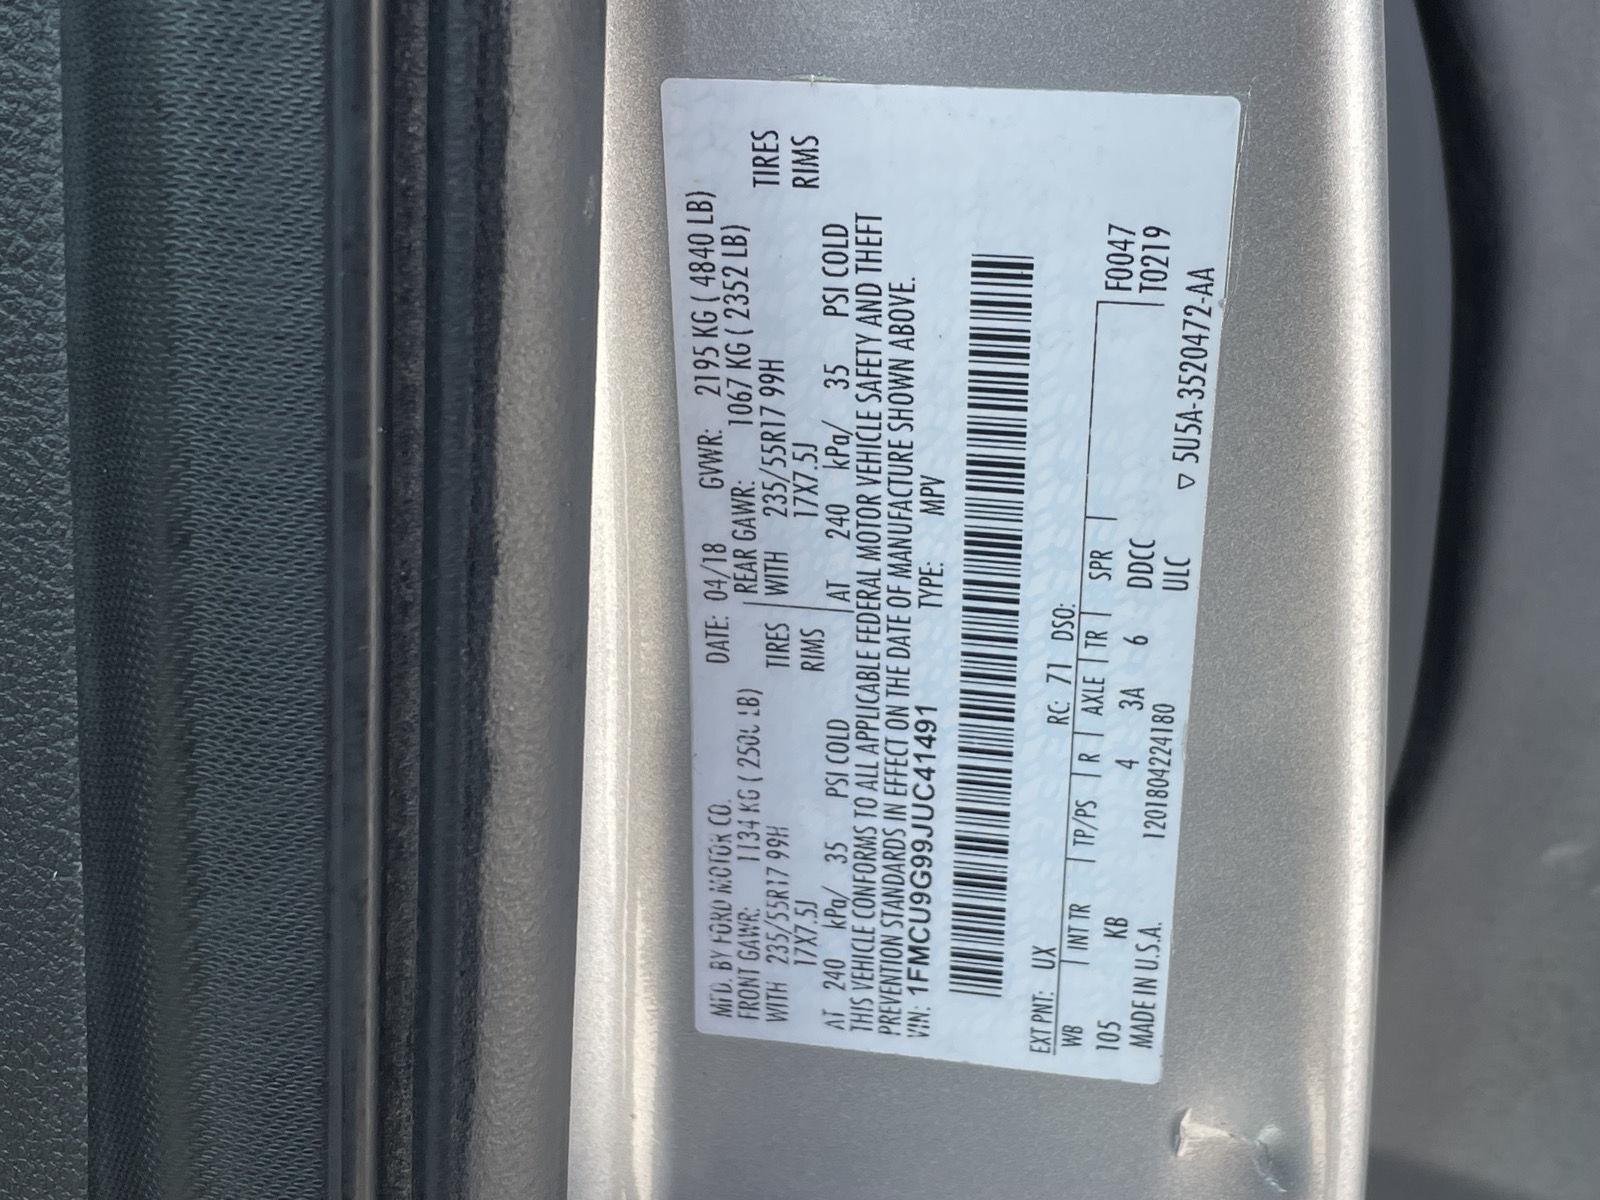 MFD. BY FORD MOTOR CO. DATE: 04/18 GVWR: 2195 KG ( 4840 LB)
FRONT GAWR: 1134 KG ( 2500 LB) REAR GAWR: 1067 KG ( 2352 LB)
WITH 235/55R17 99H TIRES WITH 235/55R17 99H TIRES
17X7.5J RIMS 17X7.5J RIMS
AT 240 kPa/ 35 PSI COLD AT 240 kPa/ 35 PSI COLD
THIS VEHICLE CONFORMS TO ALL APPLICABLE FEDERAL MOTOR VEHICLE SAFETY AND THEFT
PREVENTION STANDARDS IN EFFECT ON THE DATE OF MANUFACTURE SHOWN ABOVE.
VIN: 1FMCU9G99JUC41491 TYPE: MPV
EXT PNT: UX RC: 71 DSO:
WB INT TR TP/PS R AXLE TR SPR F0047
105 KB 4 3A 6 DDCC T0219
MADE IN U.S.A. 1201804224180 ULC
▽ 5U5A-3520472-AA